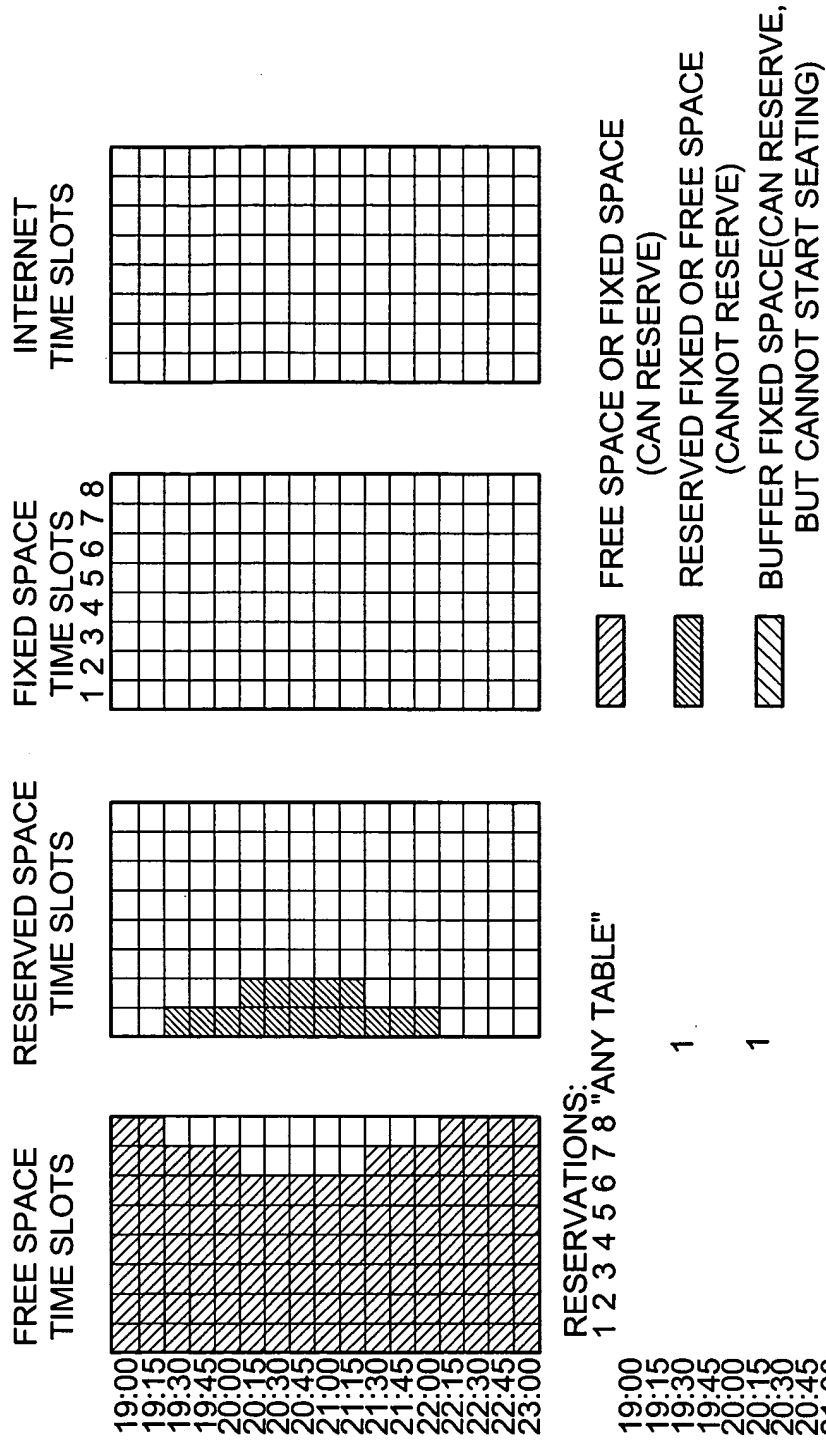 FREE SPACE
TIME SLOTS
RESERVED SPACE
TIME SLOTS
FIXED SPACE
TIME SLOTS
1 2 3 4 5 6 7 8
INTERNET
TIME SLOTS
19:00
19:15
19:30
19:45
20:00
20:15
20:30
20:45
21:00
21:15
21:30
21:45
22:00
22:15
22:30
22:45
23:00
RESERVATIONS:
1 2 3 4 5 6 7 8 "ANY TABLE"
19:00
19:15
19:30 1
19:45
20:00
20:15 1
20:30
20:45
FREE SPACE OR FIXED SPACE
(CAN RESERVE)
RESERVED FIXED OR FREE SPACE
(CANNOT RESERVE)
BUFFER FIXED SPACE(CAN RESERVE,
BUT CANNOT START SEATING)